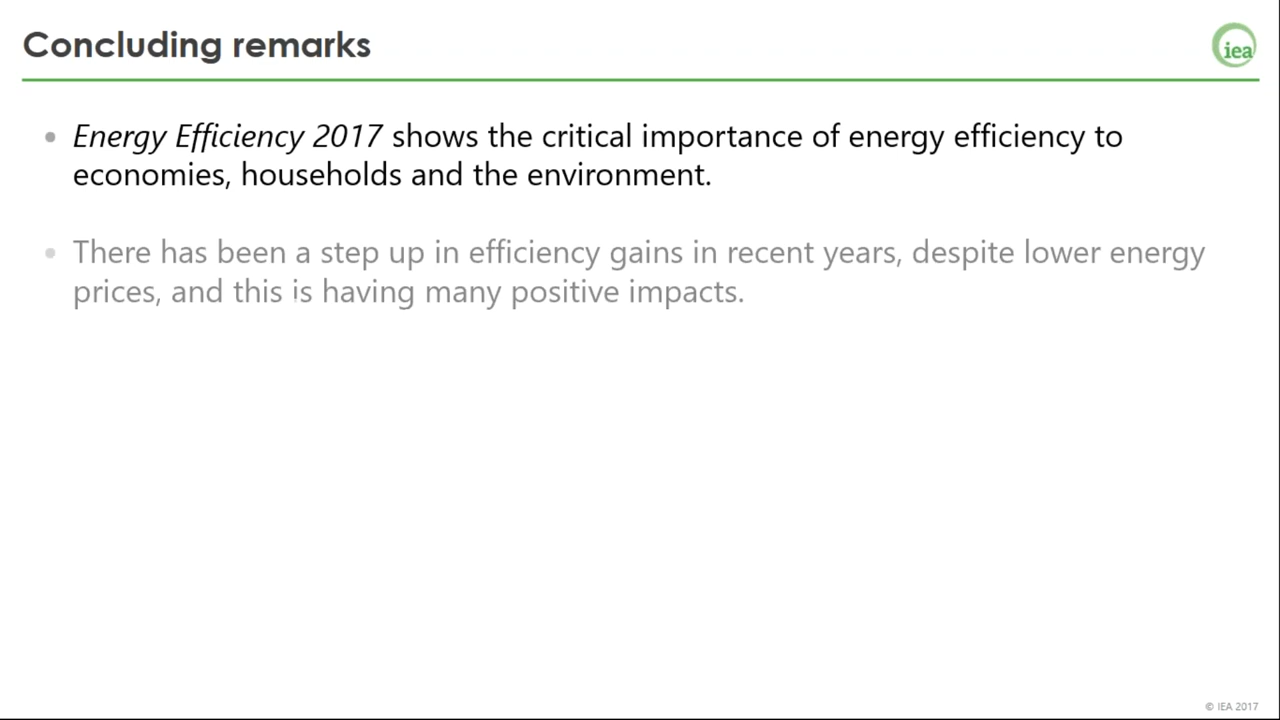 Concluding remarks
iea
• Energy Efficiency 2017 shows the critical importance of energy efficiency to
economies, households and the environment.
• There has been a step up in efficiency gains in recent years, despite lower energy
prices, and this is having many positive impacts.
© IEA 2017